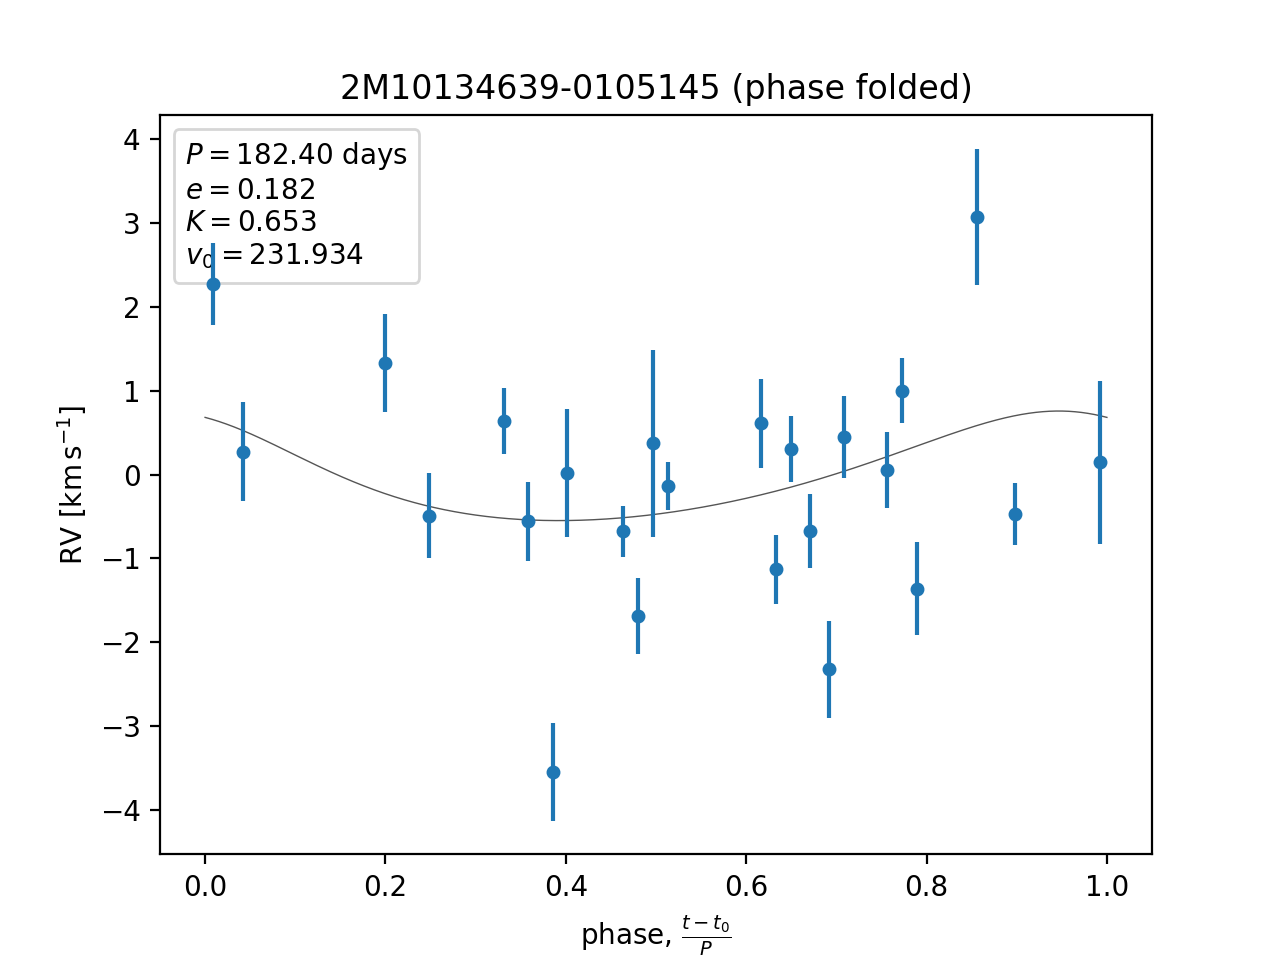 2M10134639-0105145 (phase folded)
P = 182.40 days
e = 0.182
K = 0.653
v₀ = 231.934
4
3
2
1
0
−1
−2
−3
−4
RV [km s⁻¹]
0.0 0.2 0.4 0.6 0.8 1.0
phase, (t − t₀)/P